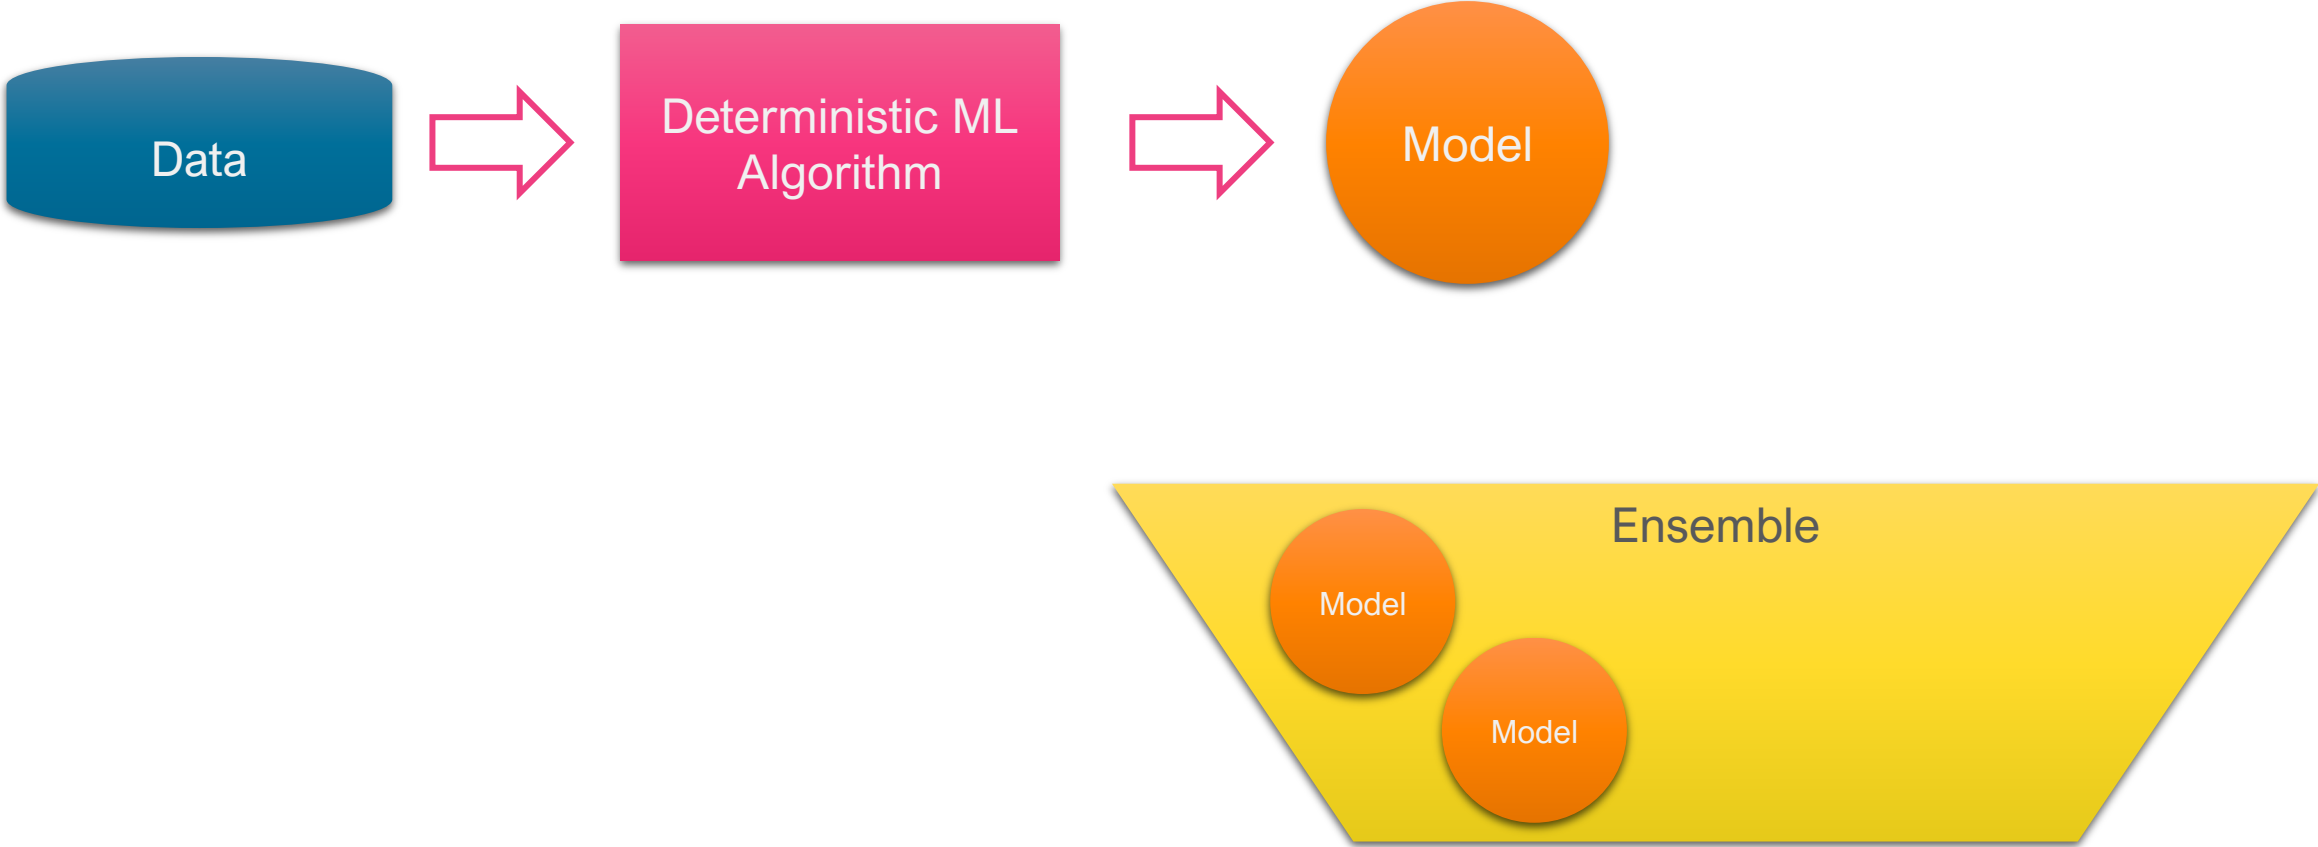 Data
Deterministic ML
Algorithm
Model
Ensemble
Model
Model